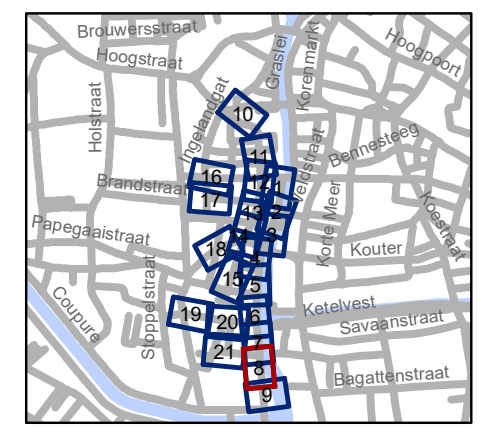 Brouwersstraat
Hoogstraat
Graslei
Korenmarkt
Hoogpoort
Holstraat
Ingelandgat
10
Bennesteeg
11
16
Brandstraat
12
1
17
Koestraat
13
2
Papegaaistraat
14
3
Korte Meer
18
Kouter
4
15
5
Coupure
Stoppelstraat
19
20
6
Ketelvest
Savaanstraat
7
21
8
Bagattenstraat
9